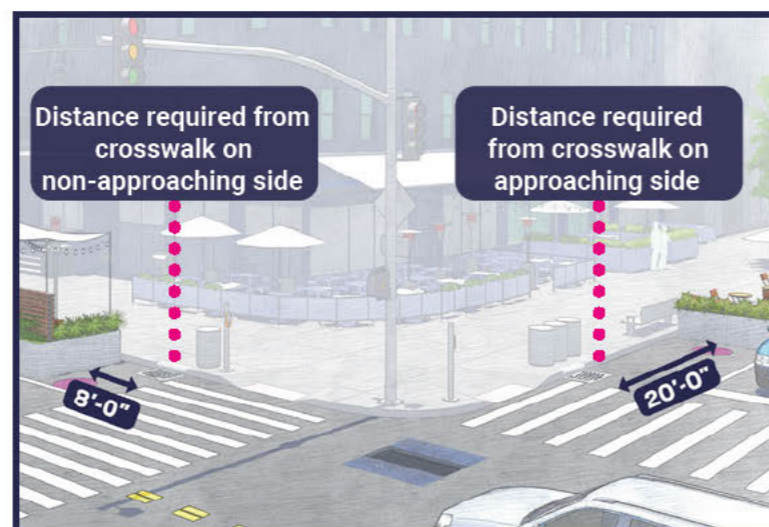 Distance required from
crosswalk on
non-approaching side
Distance required
from crosswalk on
approaching side
8'-0"
20'-0"